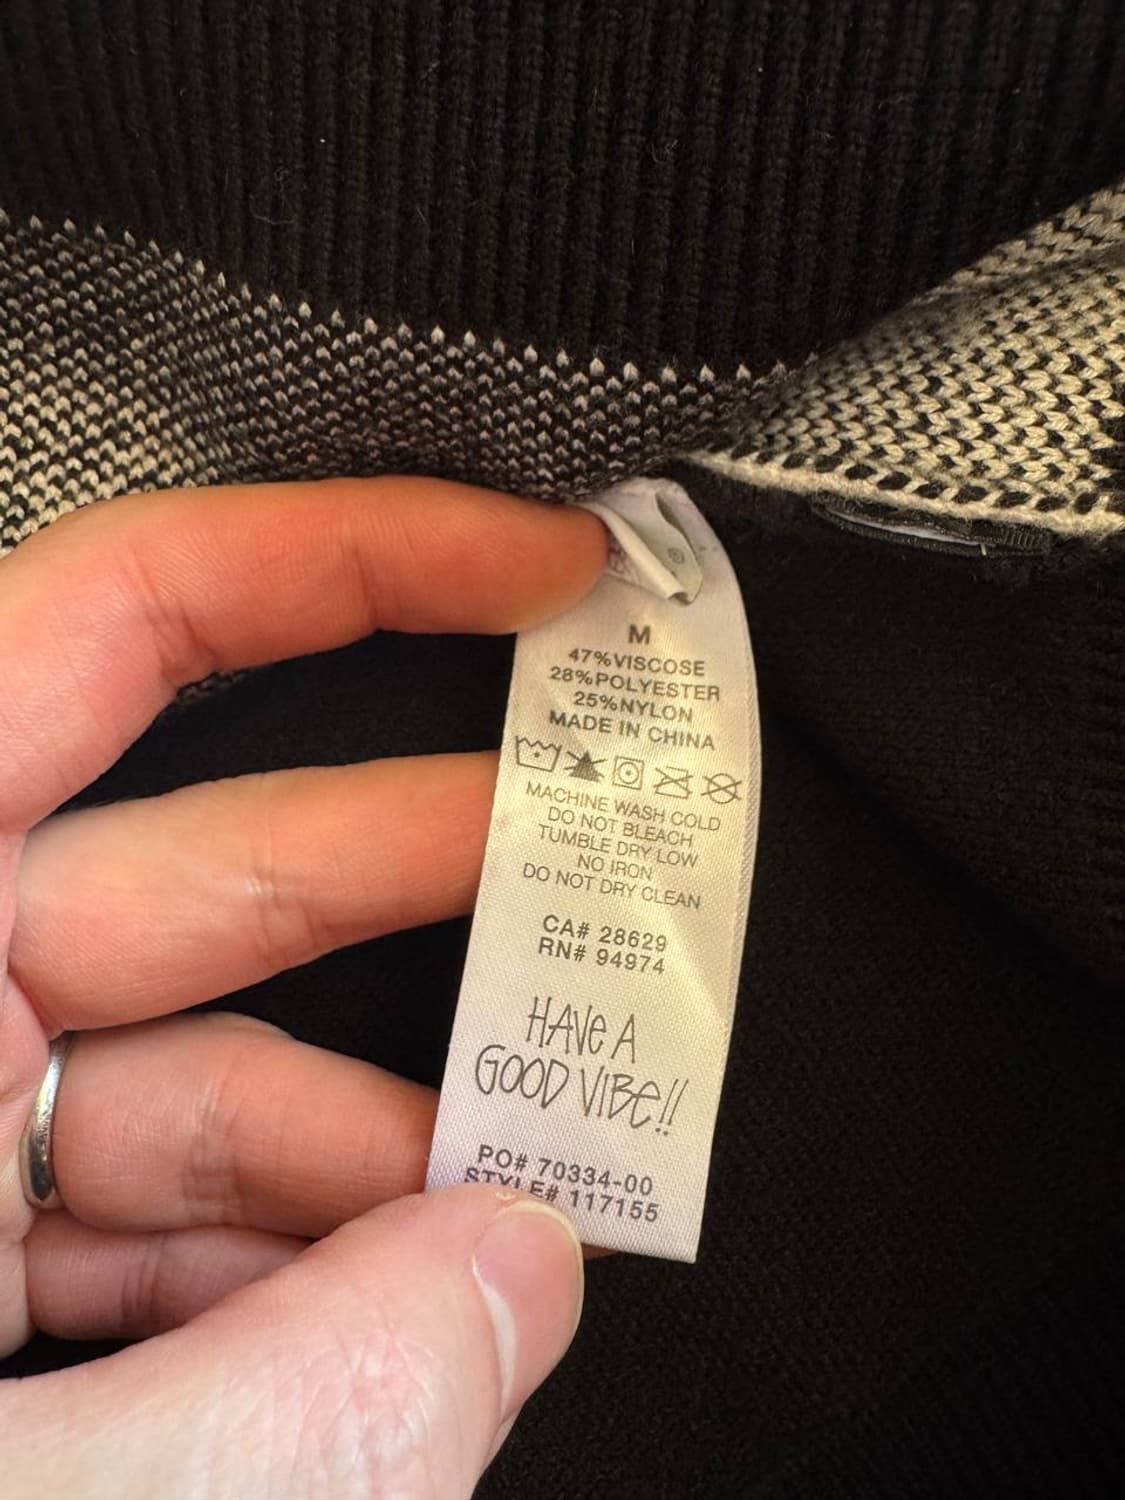 ®
M
47%VISCOSE
28%POLYESTER
25%NYLON
MADE IN CHINA
MACHINE WASH COLD
DO NOT BLEACH
TUMBLE DRY LOW
NO IRON
DO NOT DRY CLEAN
CA# 28629
RN# 94974
HAVe A
GOOD VIBe!!
PO# 70334-00
STYLE# 117155